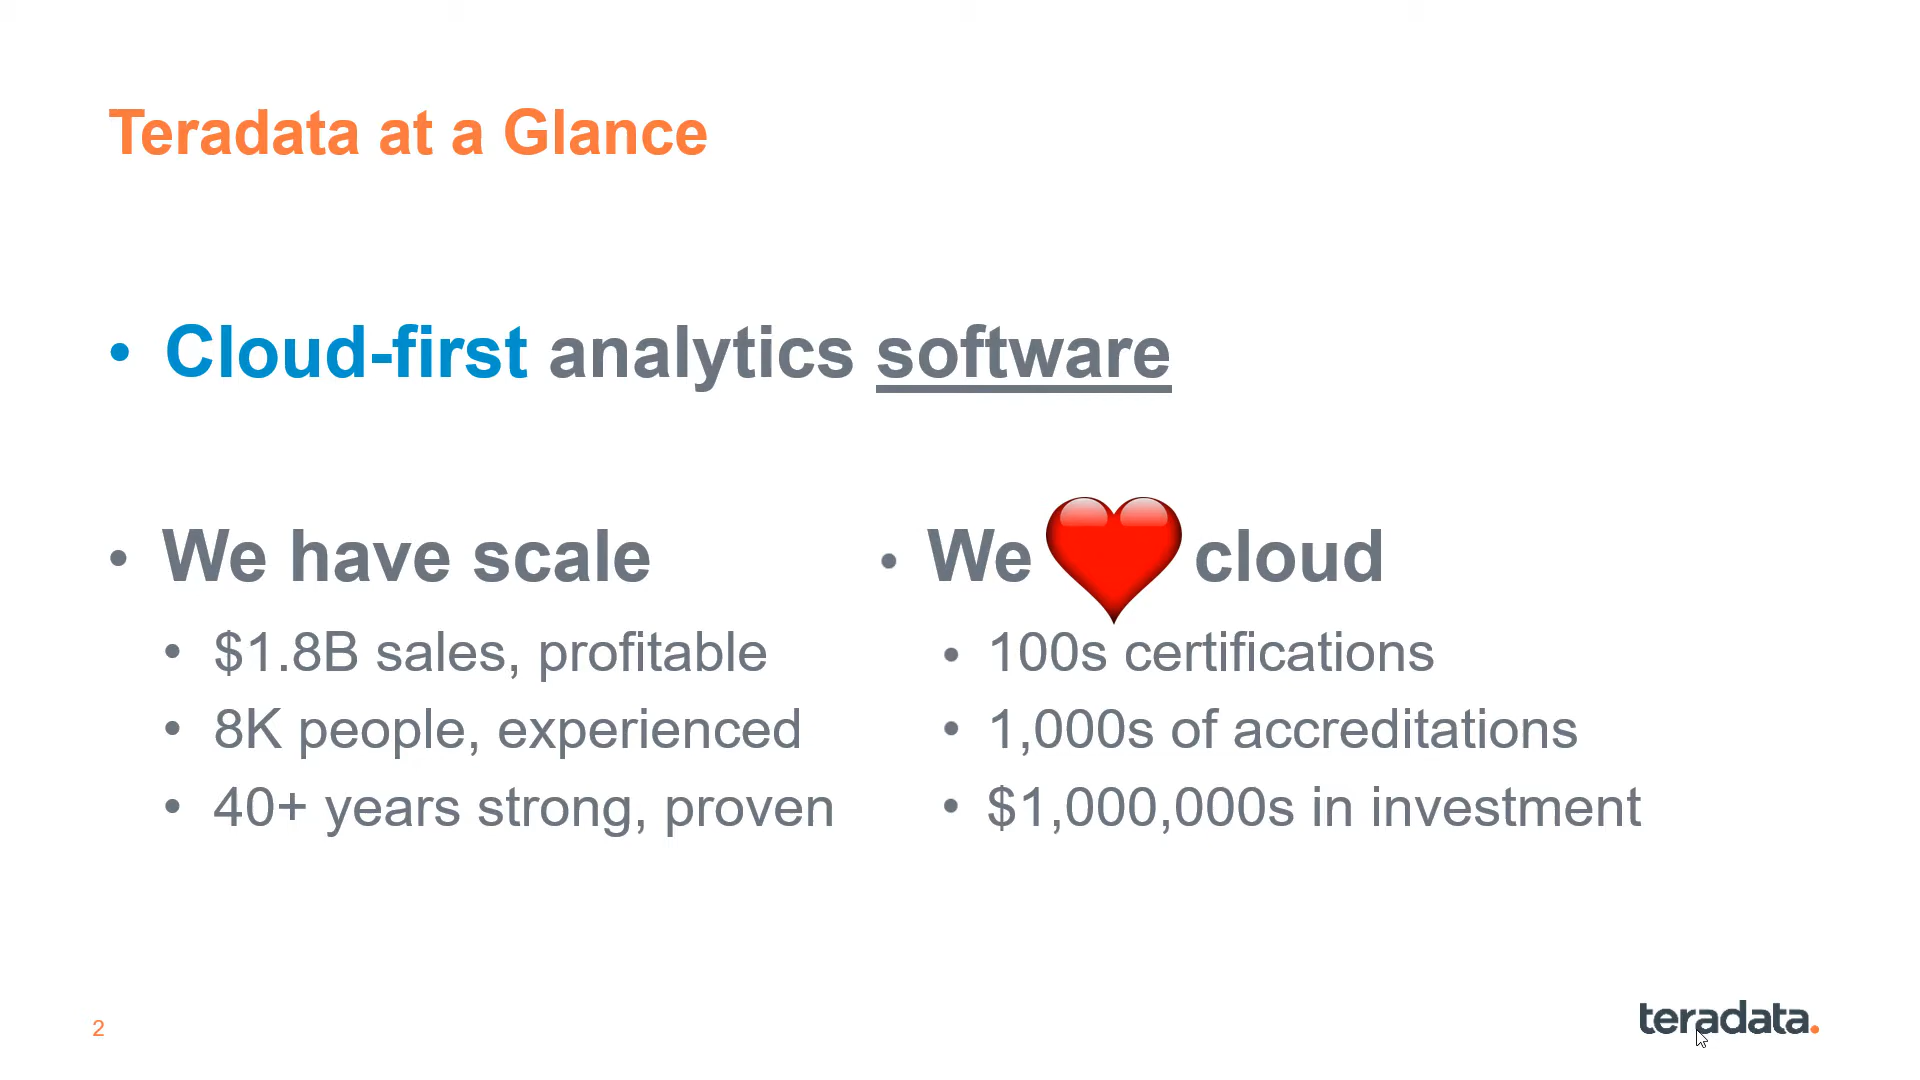 Teradata at a Glance
• Cloud-first analytics software
• We have scale
• $1.8B sales, profitable
• 8K people, experienced
• 40+ years strong, proven
• We ❤ cloud
• 100s certifications
• 1,000s of accreditations
• $1,000,000s in investment
2
teradata.